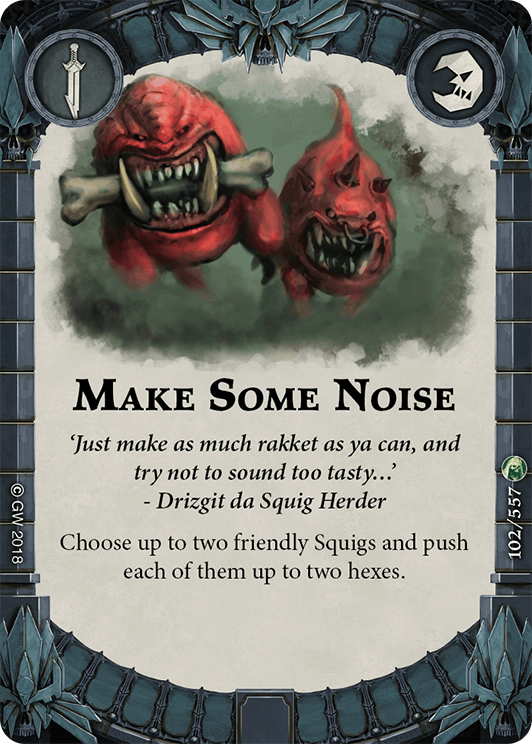 MAKE SOME NOISE
‘Just make as much rakket as ya can, and
try not to sound too tasty…’
- Drizgit da Squig Herder
Choose up to two friendly Squigs and push
each of them up to two hexes.
© GW 2018
102/557